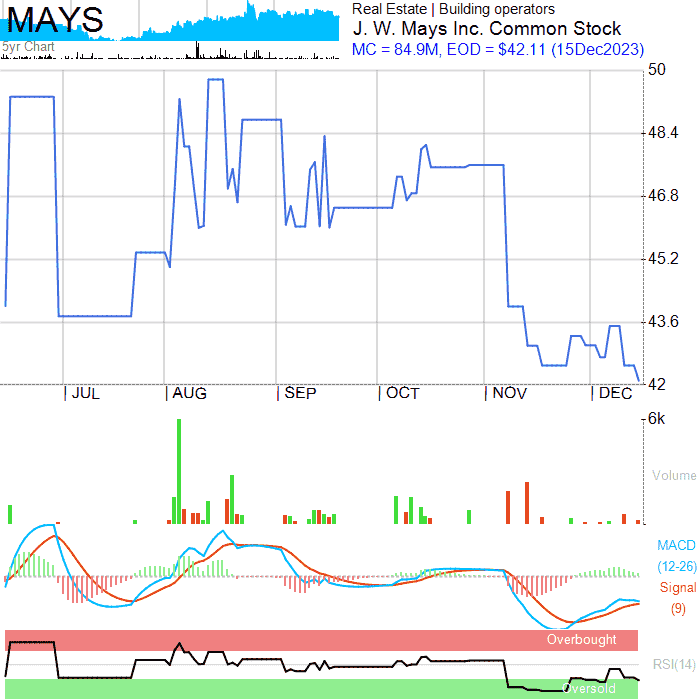 MAYS
5yr Chart
Real Estate | Building operators
J. W. Mays Inc. Common Stock
MC = 84.9M, EOD = $42.11 (15Dec2023)
50
48.4
46.8
45.2
43.6
42
JUL AUG SEP OCT NOV DEC
6k
Volume
MACD
(12-26)
Signal
(9)
Overbought
RSI(14)
Oversold